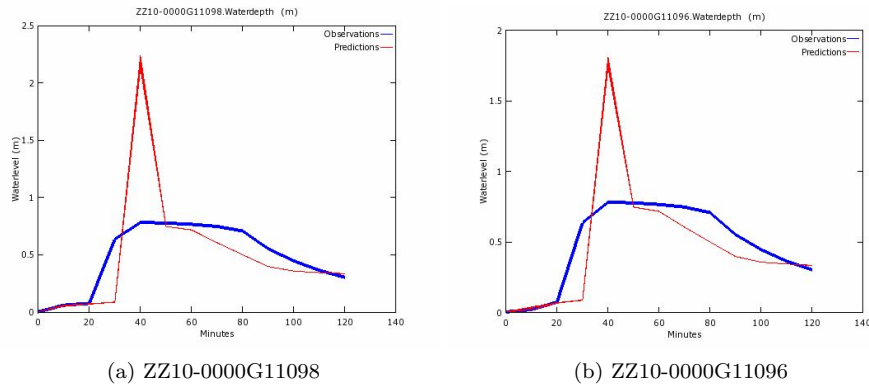 ZZ10-0000G11098.Waterdepth (m)
Observations
Predictions
2.5
2
1.5
1
0.5
0
Waterlevel (m)
0 20 40 60 80 100 120 140
Minutes
(a) ZZ10-0000G11098
ZZ10-0000G11096.Waterdepth (m)
Observations
Predictions
2
1.5
1
0.5
0
Waterlevel (m)
0 20 40 60 80 100 120 140
Minutes
(b) ZZ10-0000G11096